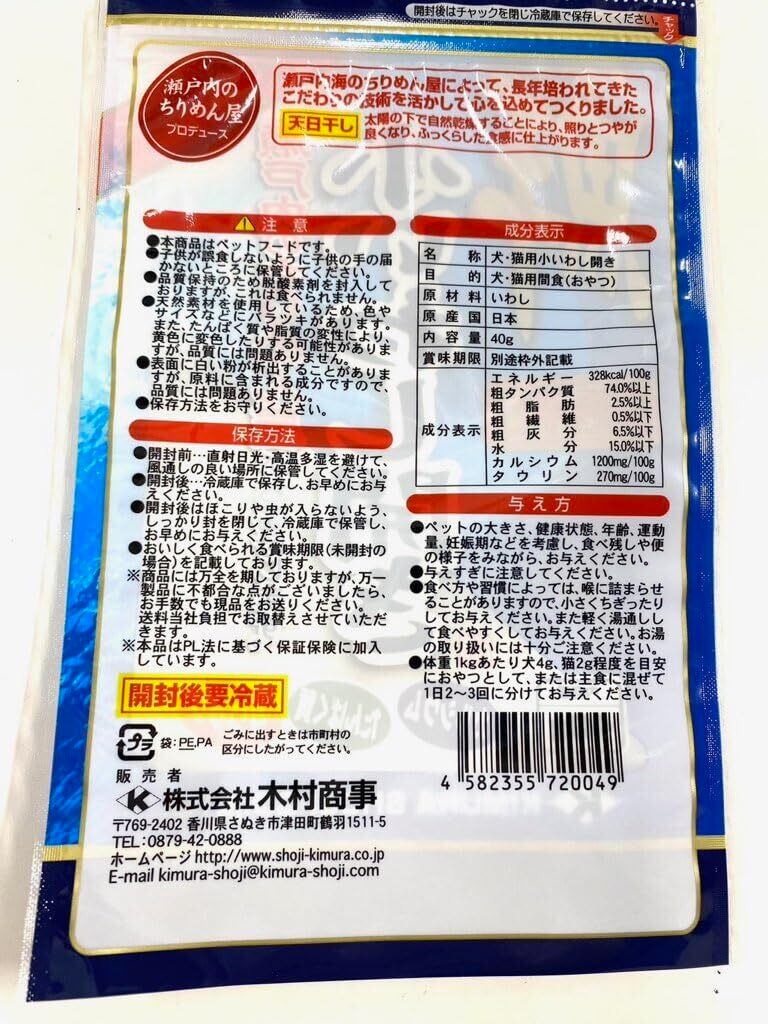 開封後はチャックを閉じ冷蔵庫で保存してください。
チャック
瀬戸内の
ちりめん屋
プロデュース
瀬戸内海のちりめん屋によって、長年培われてきた
こだわりの技術を活かして心を込めてつくりました。
天日干し
太陽の下で自然乾燥することにより、照りとつやが
良くなり、ふっくらした食感に仕上がります。
注意
●本商品はペットフードです。
●子供が誤食しないように子供の手の届
かないところに保管してください。
●品質保持のため脱酸素剤を封入して
おりますがこれは食べられません。
●天然素材を使用しているため、色や
サイズなどにバラツキがあります。
また、たんぱく質や脂質の変性により、
黄色に変色したりする可能性がありま
すが、品質には問題ありません。
●表面に白い粉が析出することがありま
すが、原料に含まれる成分ですので、
品質には問題ありません。
●保存方法をお守りください。
保存方法
●開封前…直射日光・高温多湿を避けて、
風通しの良い場所に保管してください。
●開封後…冷蔵庫で保存し、お早めにお与
えください。
●開封後はほこりや虫が入らないよう、
しっかり封を閉じて、冷蔵庫で保管し、
お早めにお与えください。
●おいしく食べられる賞味期限(未開封の
場合)を記載しております。
※商品には万全を期しておりますが、万一
製品に不都合な点がございましたら、
お手数でも現品をお送りください。
送料当社負担でお取替えさせていただ
きます。
※本品はPL法に基づく保証保険に加入
しています。
開封後要冷蔵
プラ
袋:PE,PA
ごみに出すときは市町村の
区分にしたがってください。
販売者
K 株式会社 木村商事
〒769-2402 香川県さぬき市津田町鶴羽1511-5
TEL:0879-42-0888
ホームページ http://www.shoji-kimura.co.jp
E-mail kimura-shoji@kimura-shoji.com
成分表示
名称 犬・猫用小いわし開き
目的 犬・猫用間食(おやつ)
原材料 いわし
原産国 日本
内容量 40g
賞味期限 別途枠外記載
成分表示
エネルギー 328kcal/100g
粗タンパク質 74.0%以上
粗脂肪 2.5%以上
粗繊維 0.5%以下
粗灰分 6.5%以下
水分 15.0%以下
カルシウム 1200mg/100g
タウリン 270mg/100g
与え方
●ペットの大きさ、健康状態、年齢、運動
量、妊娠期などを考慮し、食べ残しや便
の様子をみながら、お与えください。
●与えすぎに注意してください。
●食べ方や習慣によっては、喉に詰まらせ
ることがありますので、小さくちぎったり
してお与えください。また軽く湯通しし
て食べやすくしてお与えください。お湯
の取り扱いには十分ご注意ください。
●体重1kgあたり犬4g、猫2g程度を目安
におやつとして、または主食に混ぜて
1日2～3回に分けてお与えください。
4 582355 720049